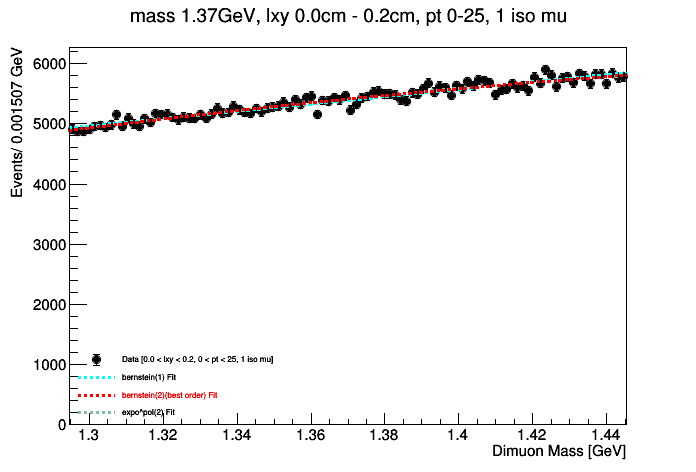 mass 1.37GeV, lxy 0.0cm - 0.2cm, pt 0-25, 1 iso mu
Events/ 0.001507 GeV
6000
5000
4000
3000
2000
1000
0
Data [0.0 < lxy < 0.2, 0 < pt < 25, 1 iso mu]
bernstein(1) Fit
bernstein(2)(best order) Fit
expo*pol(2) Fit
1.3 1.32 1.34 1.36 1.38 1.4 1.42 1.44
Dimuon Mass [GeV]